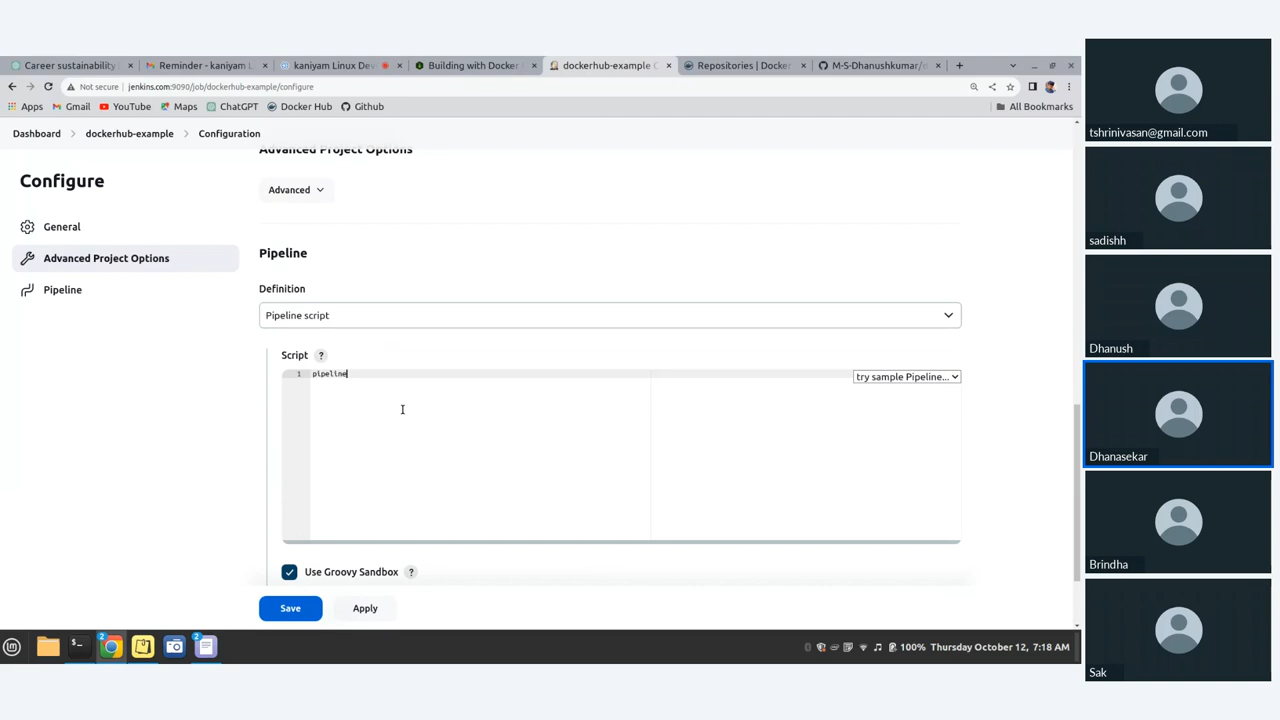 Career sustainability
Reminder - kaniyam L
kaniyam Linux Dev
Building with Docker
dockerhub-example C
Repositories | Docker
M-S-Dhanushkumar/d
Not secure
jenkins.com:9090/job/dockerhub-example/configure
Apps
Gmail
YouTube
Maps
ChatGPT
Docker Hub
Github
All Bookmarks
Dashboard
dockerhub-example
Configuration
Configure
General
Advanced Project Options
Pipeline
Advanced Project Options
Advanced
Pipeline
Definition
Pipeline script
Script ?
1 pipeline
try sample Pipeline...
Use Groovy Sandbox ?
Save
Apply
2
2
100% Thursday October 12, 7:18 AM
tshrinivasan@gmail.com
sadishh
Dhanush
Dhanasekar
Brindha
Sak